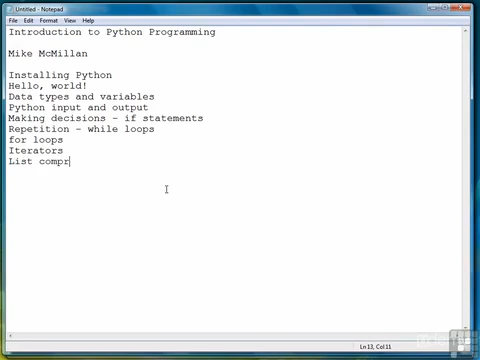 Untitled - Notepad
File Edit Format View Help
Introduction to Python Programming
Mike McMillan
Installing Python
Hello, world!
Data types and variables
Python input and output
Making decisions - if statements
Repetition - while loops
for loops
Iterators
List compr
Ln 13, Col 11